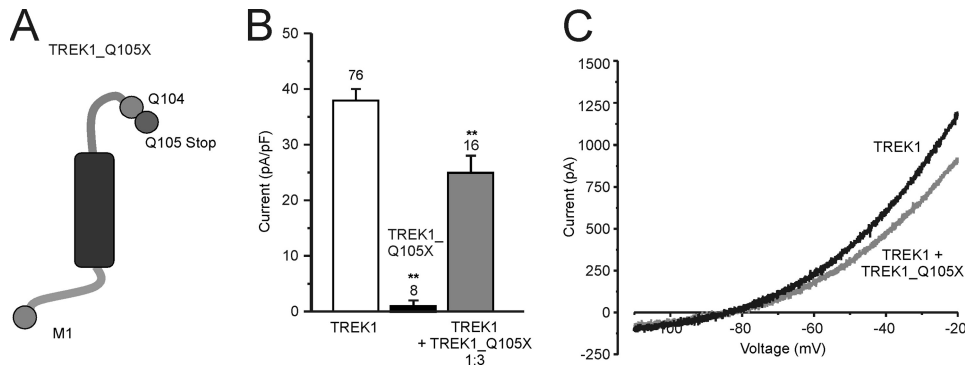 A
TREK1_Q105X
Q104
Q105 Stop
M1
B
50
40
30
20
10
0
Current (pA/pF)
76
TREK1_
Q105X
**
8
**
16
TREK1
TREK1
+ TREK1_Q105X
1:3
C
1500
1250
1000
750
500
250
0
-250
Current (pA)
TREK1
TREK1 +
TREK1_Q105X
-100
-80
-60
-40
-20
Voltage (mV)